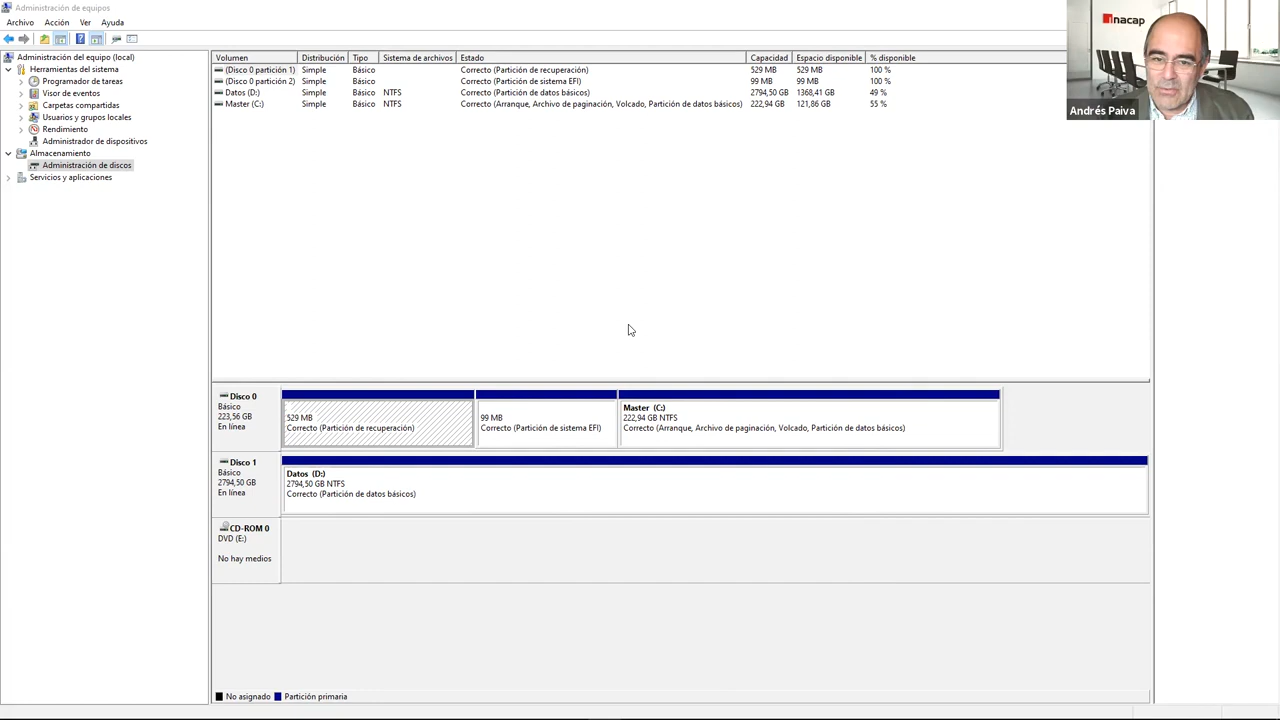 Administración de equipos
Archivo Acción Ver Ayuda
Administración del equipo (local)
Herramientas del sistema
Programador de tareas
Visor de eventos
Carpetas compartidas
Usuarios y grupos locales
Rendimiento
Administrador de dispositivos
Almacenamiento
Administración de discos
Servicios y aplicaciones
Volumen Distribución Tipo Sistema de archivos Estado Capacidad Espacio disponible % disponible
(Disco 0 partición 1) Simple Básico Correcto (Partición de recuperación) 529 MB 529 MB 100 %
(Disco 0 partición 2) Simple Básico Correcto (Partición de sistema EFI) 99 MB 99 MB 100 %
Datos (D:) Simple Básico NTFS Correcto (Partición de datos básicos) 2794,50 GB 1368,41 GB 49 %
Master (C:) Simple Básico NTFS Correcto (Arranque, Archivo de paginación, Volcado, Partición de datos básicos) 222,94 GB 121,86 GB 55 %
Disco 0
Básico
223,56 GB
En línea
529 MB
Correcto (Partición de recuperación)
99 MB
Correcto (Partición de sistema EFI)
Master (C:)
222,94 GB NTFS
Correcto (Arranque, Archivo de paginación, Volcado, Partición de datos básicos)
Disco 1
Básico
2794,50 GB
En línea
Datos (D:)
2794,50 GB NTFS
Correcto (Partición de datos básicos)
CD-ROM 0
DVD (E:)
No hay medios
No asignado Partición primaria
inacap
Andrés Paiva